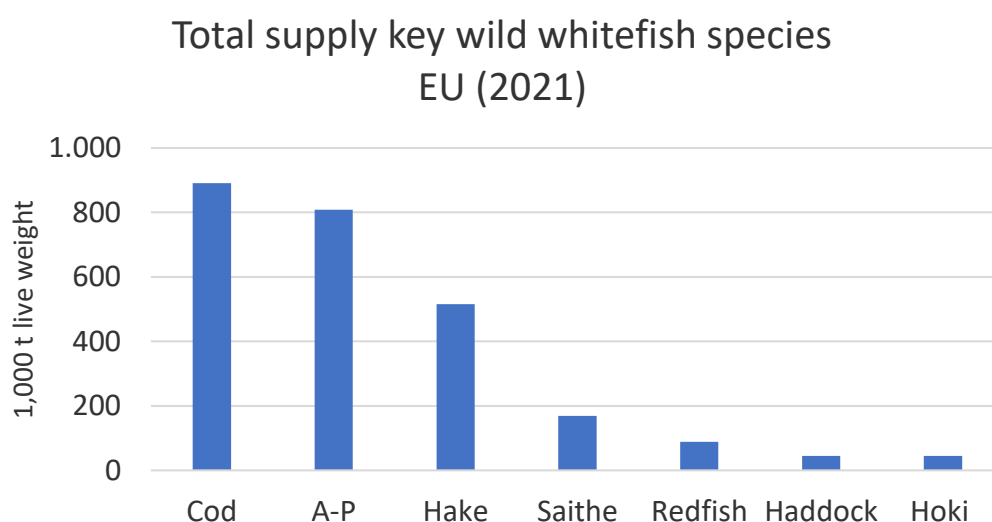 Total supply key wild whitefish species
EU (2021)
1,000 t live weight
1.000
800
600
400
200
0
Cod A-P Hake Saithe Redfish Haddock Hoki